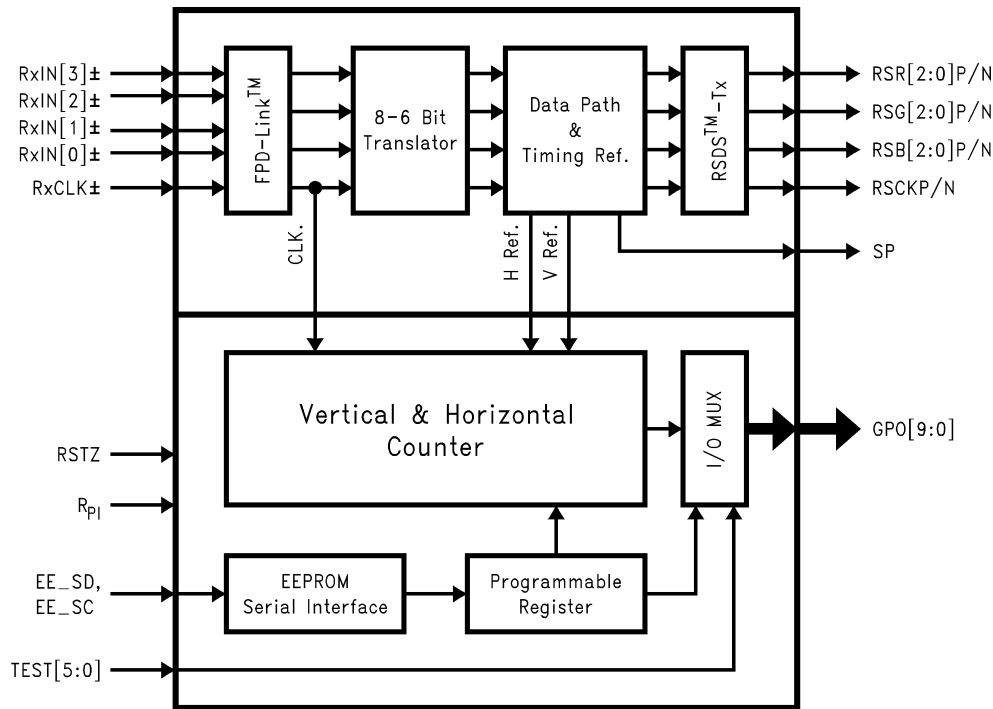 RxIN[3]±
RxIN[2]±
RxIN[1]±
RxIN[0]±
RxCLK±
FPD-Link™
8-6 Bit
Translator
Data Path
&
Timing Ref.
RSDS™-Tx
RSR[2:0]P/N
RSG[2:0]P/N
RSB[2:0]P/N
RSCKP/N
SP
CLK.
H Ref.
V Ref.
Vertical & Horizontal
Counter
I/O MUX
GPO[9:0]
RSTZ
RPI
EE_SD,
EE_SC
EEPROM
Serial Interface
Programmable
Register
TEST[5:0]